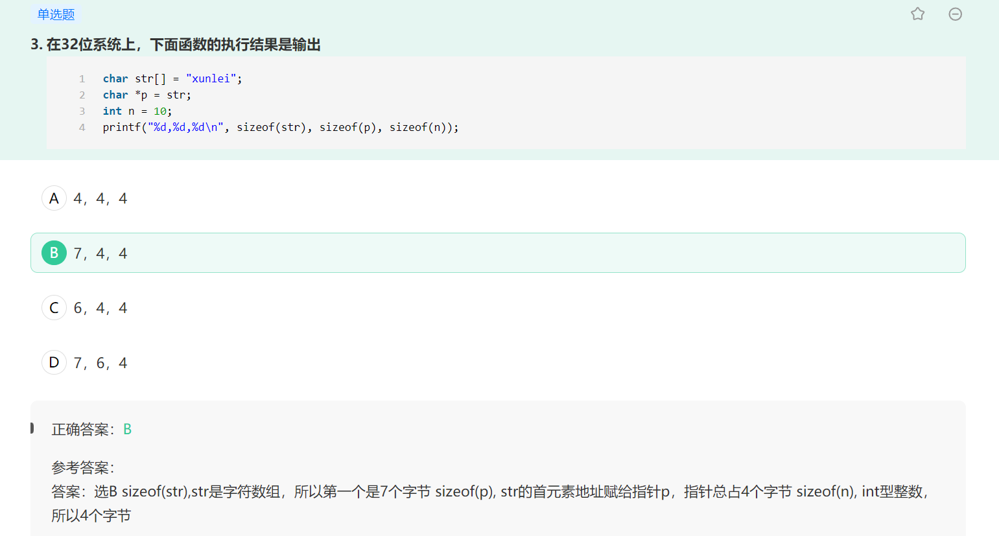 单选题
3. 在32位系统上，下面函数的执行结果是输出
1 char str[] = "xunlei";
2 char *p = str;
3 int n = 10;
4 printf("%d,%d,%d\n", sizeof(str), sizeof(p), sizeof(n));
A 4，4，4
B 7，4，4
C 6，4，4
D 7，6，4
正确答案：B
参考答案：
答案：选B sizeof(str),str是字符数组，所以第一个是7个字节 sizeof(p), str的首元素地址赋给指针p，指针总占4个字节 sizeof(n), int型整数，
所以4个字节